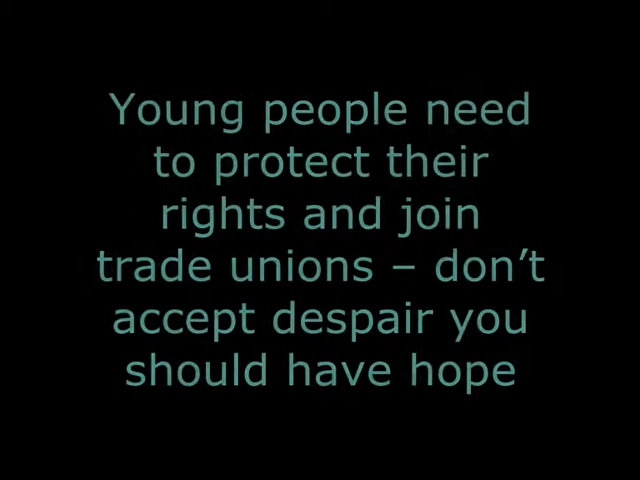 Young people need
to protect their
rights and join
trade unions – don’t
accept despair you
should have hope